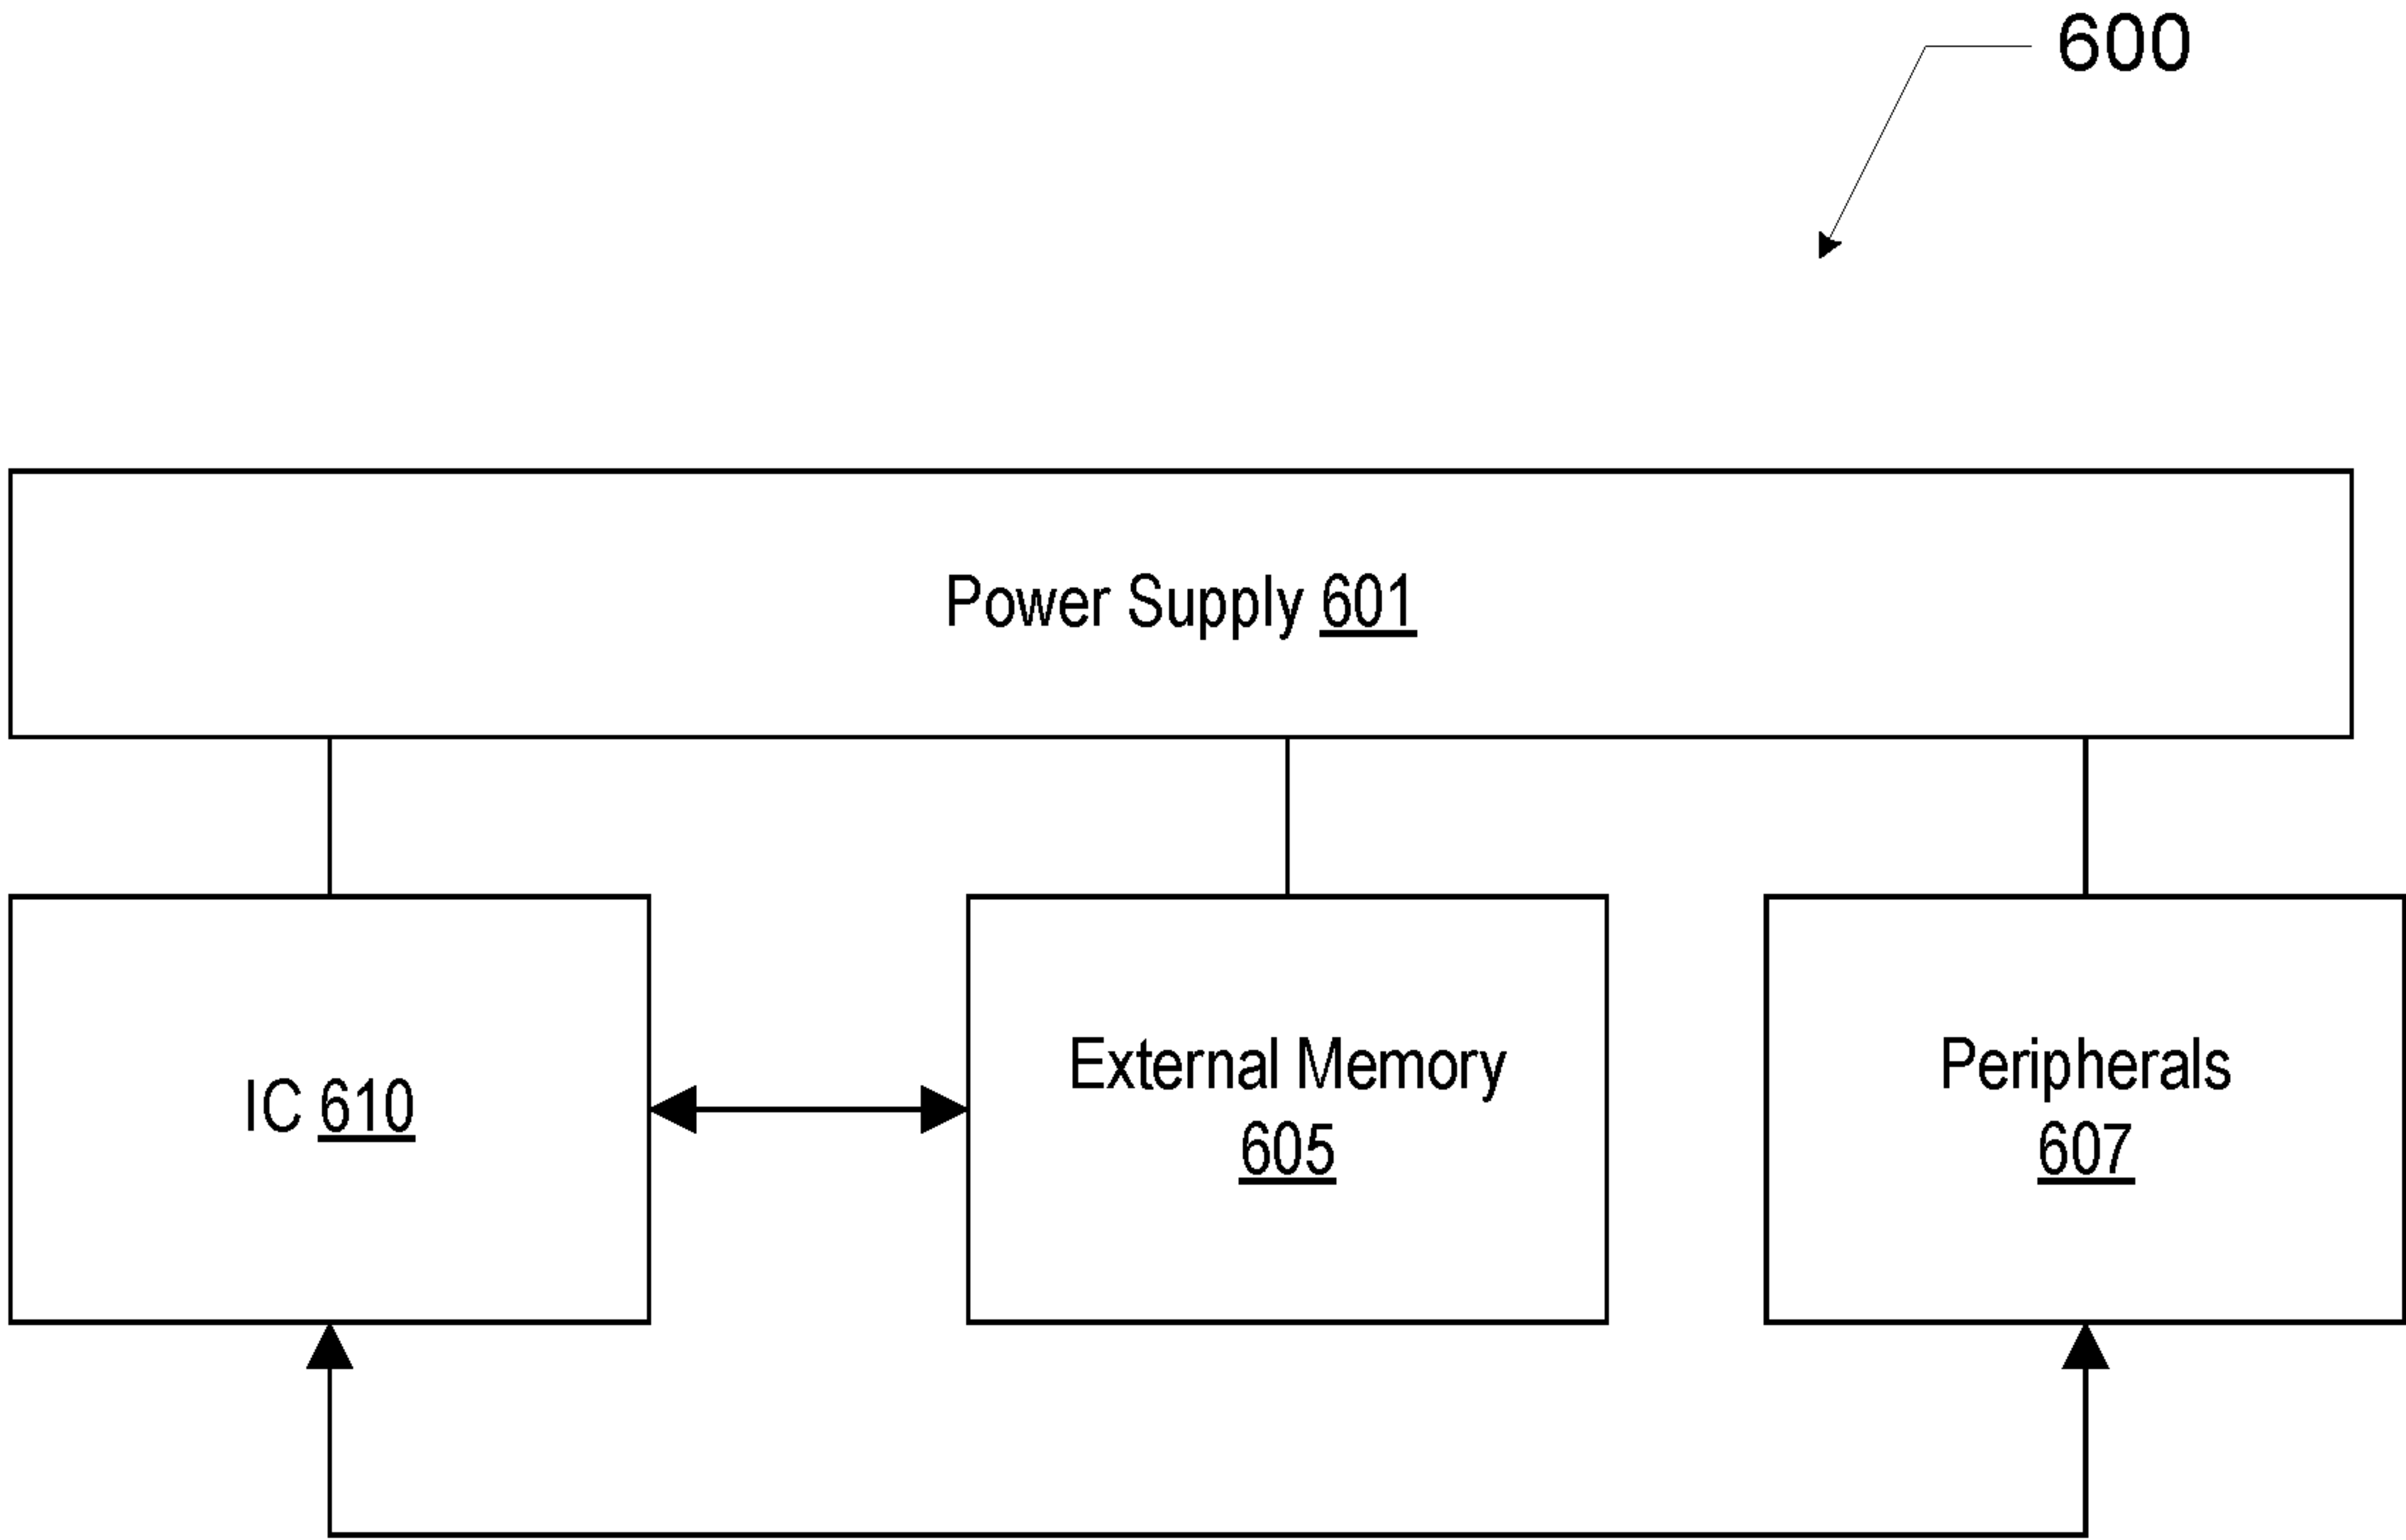 600
Power Supply 601
IC 610
External Memory
605
Peripherals
607